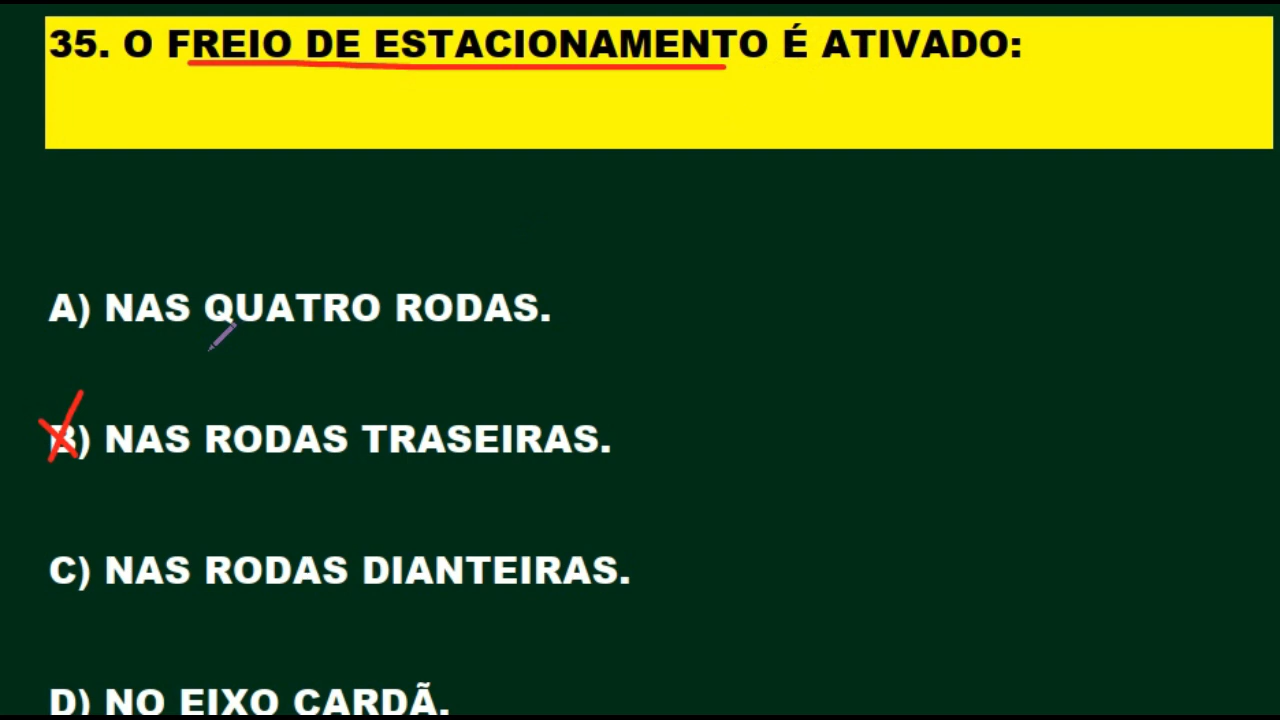 35. O FREIO DE ESTACIONAMENTO É ATIVADO:
A) NAS QUATRO RODAS.
B) NAS RODAS TRASEIRAS.
C) NAS RODAS DIANTEIRAS.
D) NO EIXO CARDÃ.